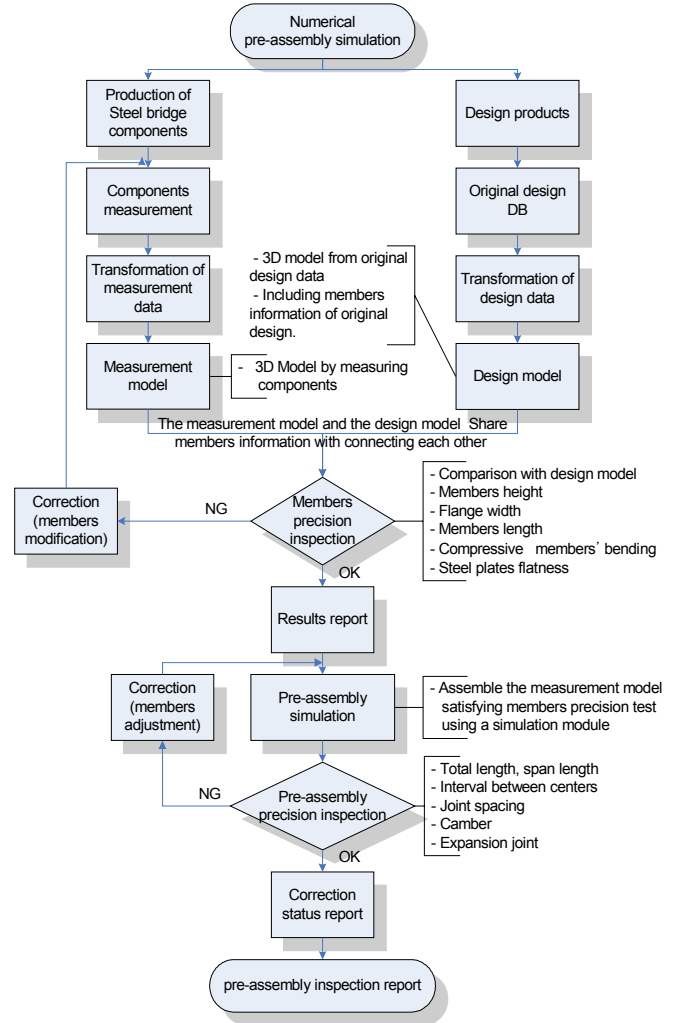 Numerical
pre-assembly simulation
Production of
Steel bridge
components
Design products
Components
measurement
Original design
DB
Transformation of
measurement
data
- 3D model from original
design data
- Including members
information of original
design.
Transformation of
design data
Measurement
model
- 3D Model by measuring
components
Design model
The measurement model and the design model Share
members information with connecting each other
Correction
(members
modification)
NG
Members
precision
inspection
- Comparison with design model
- Members height
- Flange width
- Members length
- Compressive members' bending
- Steel plates flatness
OK
Results report
Correction
(members
adjustment)
Pre-assembly
simulation
- Assemble the measurement model
satisfying members precision test
using a simulation module
NG
Pre-assembly
precision inspection
- Total length, span length
- Interval between centers
- Joint spacing
- Camber
- Expansion joint
OK
Correction
status report
pre-assembly inspection report